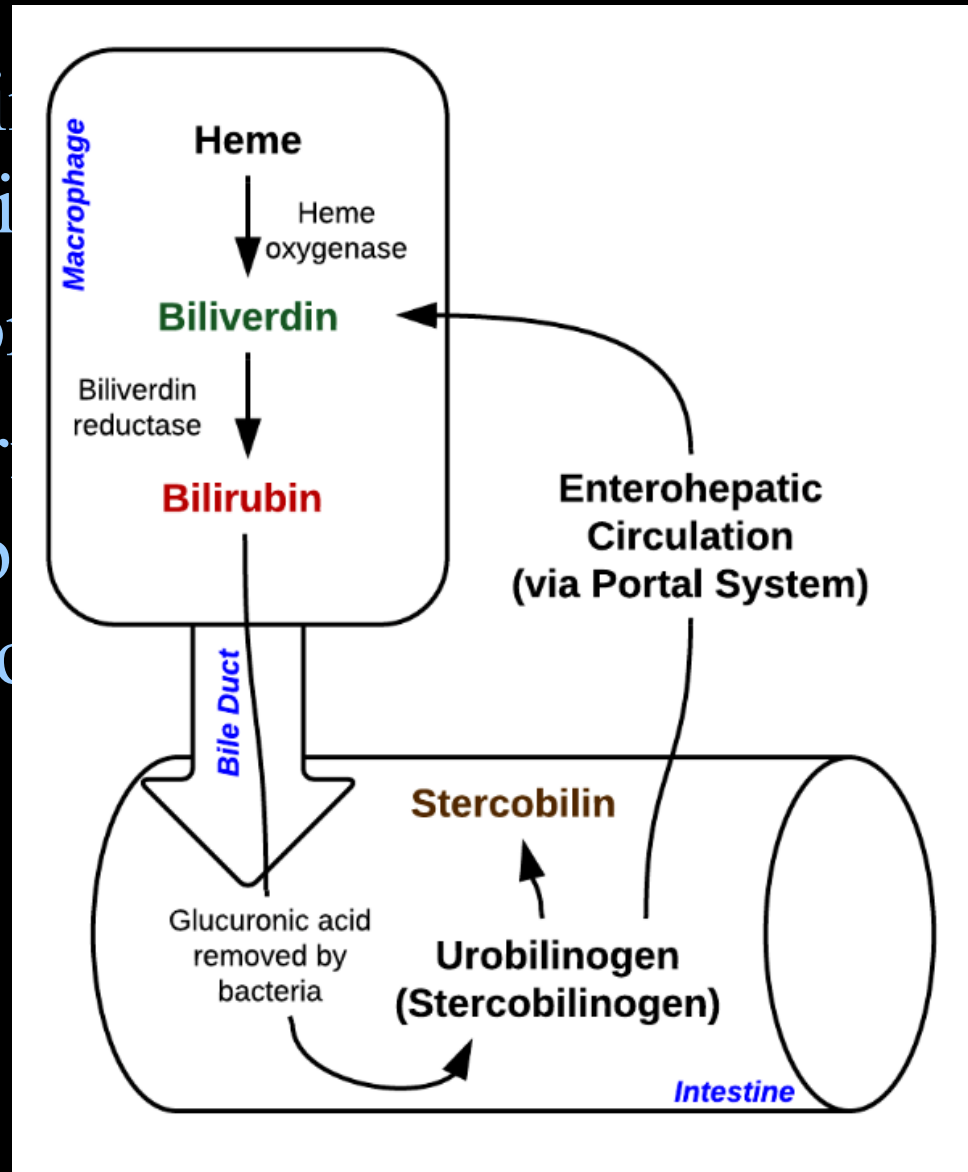 Macrophage
Heme
Heme
oxygenase
Biliverdin
Biliverdin
reductase
Bilirubin
Enterohepatic
Circulation
(via Portal System)
Bile Duct
Stercobilin
Glucuronic acid
removed by
bacteria
Urobilinogen
(Stercobilinogen)
Intestine